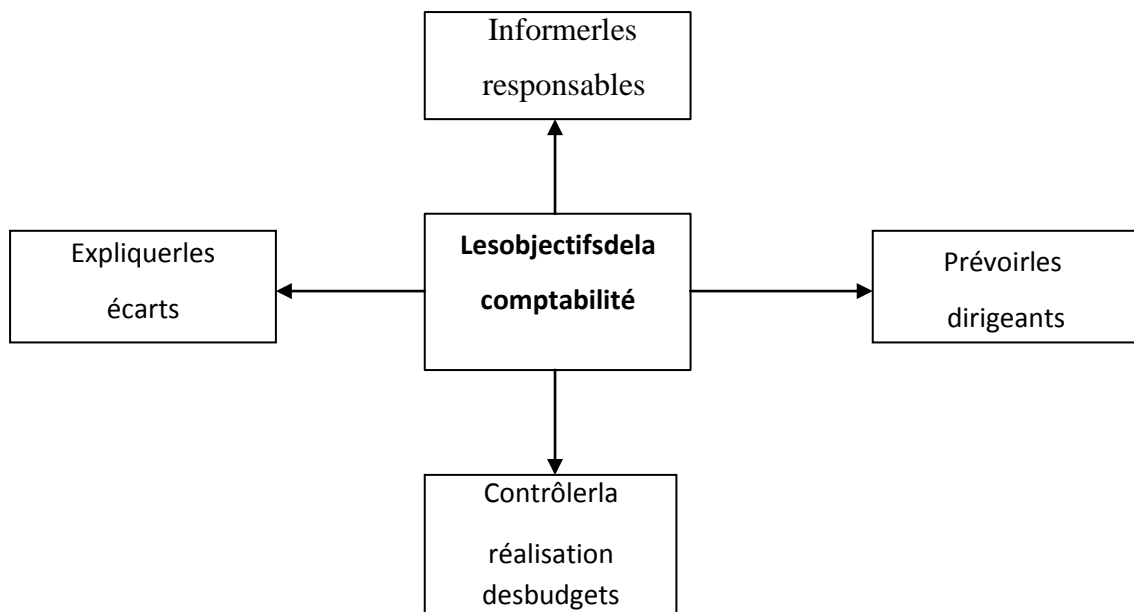 Informerles
responsables
Lesobjectifsdela
comptabilité
Expliquerles
écarts
Prévoirles
dirigeants
Contrôlerla
réalisation
desbudgets